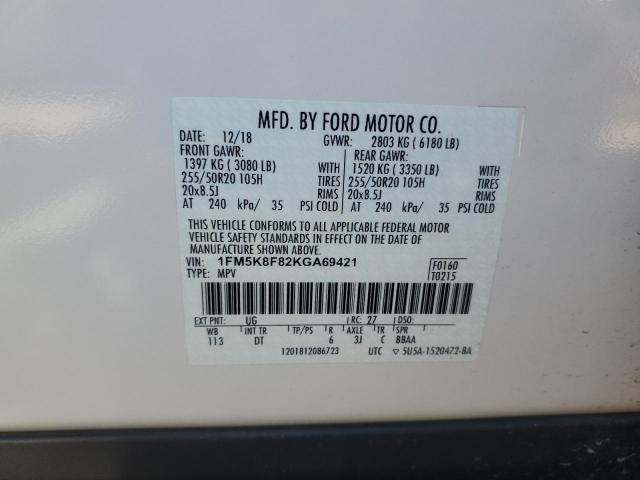 MFD. BY FORD MOTOR CO.
DATE: 12/18 GVWR: 2803 KG ( 6180 LB)
FRONT GAWR: REAR GAWR:
1397 KG ( 3080 LB) WITH 1520 KG ( 3350 LB) WITH
255/50R20 105H TIRES 255/50R20 105H TIRES
20x8.5J RIMS 20x8.5J RIMS
AT 240 kPa/ 35 PSI COLD AT 240 kPa/ 35 PSI COLD
THIS VEHICLE CONFORMS TO ALL APPLICABLE FEDERAL MOTOR
VEHICLE SAFETY STANDARDS IN EFFECT ON THE DATE OF
MANUFACTURE SHOWN ABOVE.
VIN: 1FM5K8F82KGA69421 F0160
TYPE: MPV T0215
EXT PNT: UG RC: 27
WB INT TR TP/PS R AXLE TR SPR
113 DT 6 3J C BBAA
1201812086723 UTC ▽ 5U5A-1520472-BA